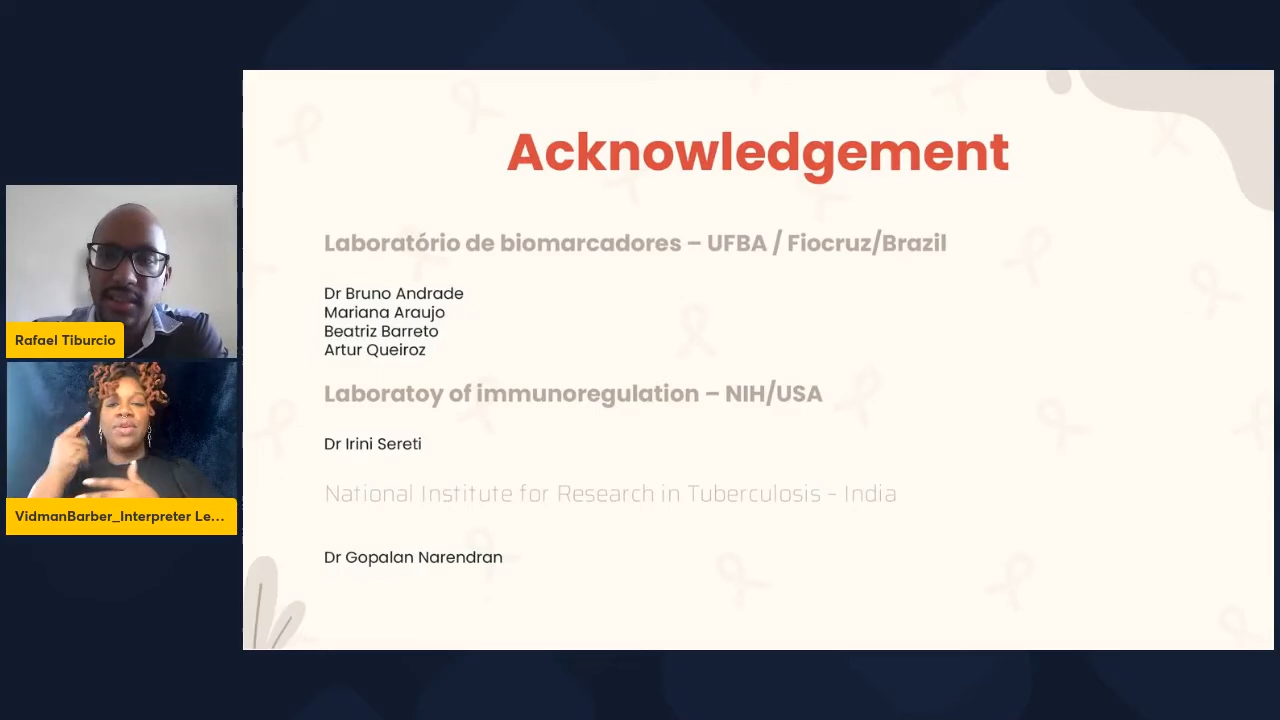 Acknowledgement
Laboratório de biomarcadores – UFBA / Fiocruz/Brazil
Dr Bruno Andrade
Mariana Araujo
Beatriz Barreto
Artur Queiroz
Laboratoy of immunoregulation – NIH/USA
Dr Irini Sereti
National Institute for Research in Tuberculosis – India
Dr Gopalan Narendran
Rafael Tiburcio
VidmanBarber_Interpreter Le...